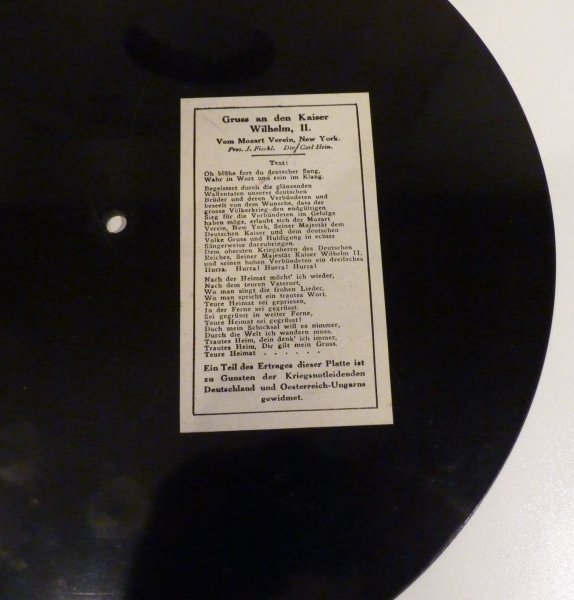 Gruss an den Kaiser
Wilhelm, II.
Vom Mozart Verein, New York.
Pres. J. Fischl. Dir. Carl Hein.
Text:
Oh blühe fort du deutscher Sang,
Wahr in Wort und rein im Klang.
Begeistert durch die glänzenden
Waffentaten unserer deutschen
Brüder und deren Verbündeten und
beseelt von dem Wunsche, dass der
grosse Völkerkrieg den endgültigen
Sieg für die Verbündeten im Gefolge
haben möge, erlaubt sich der Mozart
Verein, New York, Seiner Majestät dem
Deutschen Kaiser und dem deutschen
Volke Gruss und Huldigung in echter
Sängerweise darzubringen.
Dem obersten Kriegsherrn des Deutschen
Reiches, Seiner Majestät Kaiser Wilhelm II.
und seinen hohen Verbündeten ein dreifaches
Hurra, Hurra! Hurra! Hurra!
Nach der Heimat möcht' ich wieder,
Nach dem teuren Vaterort,
Wo man singt die frohen Lieder,
Wo man spricht ein trautes Wort.
Teure Heimat sei gepriesen,
In der Ferne sei gegrüsst.
Sei gegrüsst in weiter Ferne,
Teure Heimat sei gegrüsst!
Doch mein Schicksal will es nimmer,
Durch die Welt ich wandern muss.
Trautes Heim, dein denk' ich immer,
Trautes Heim, Dir gilt mein Gruss.
Teure Heimat . . . . . .
Ein Teil des Ertrages dieser Platte ist
zu Gunsten der Kriegsnotleidenden
Deutschland und Oesterreich-Ungarns
gewidmet.